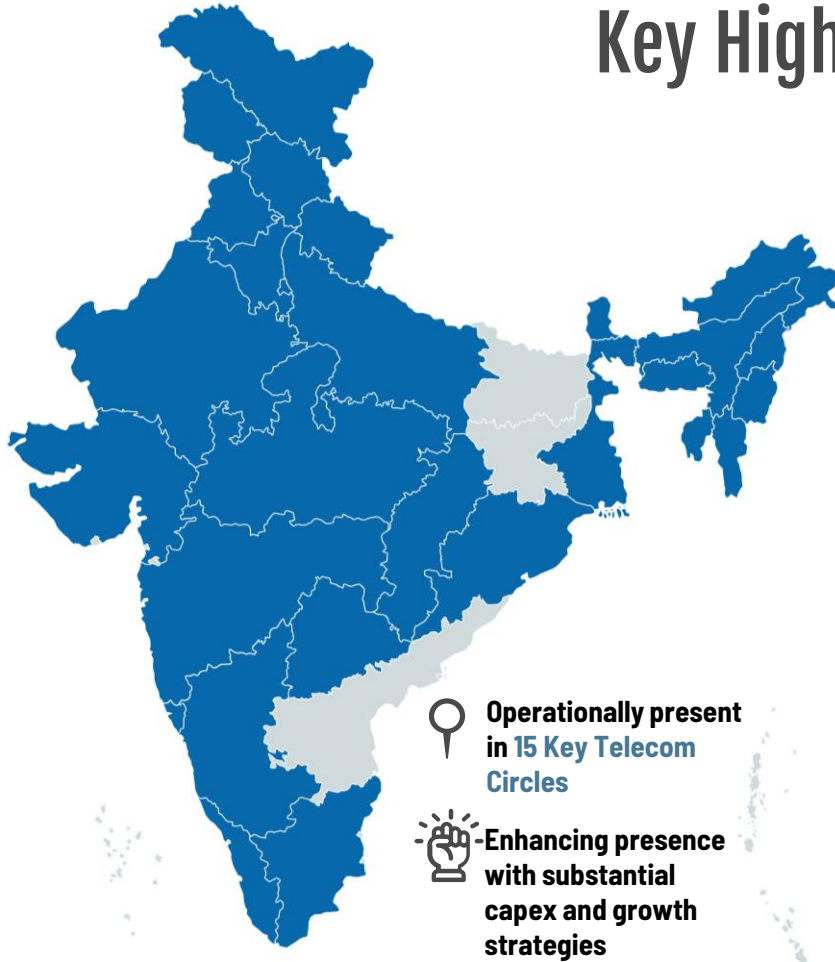 Key High
Operationally present
in 15 Key Telecom
Circles
Enhancing presence
with substantial
capex and growth
strategies